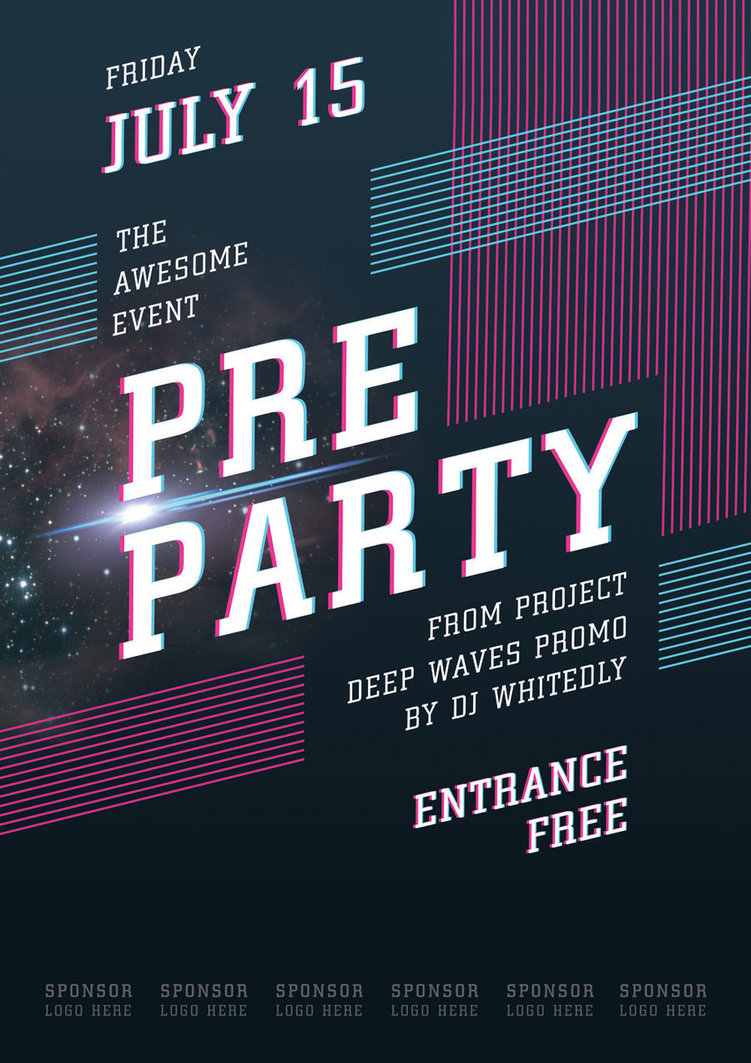 FRIDAY
JULY 15
THE
AWESOME
EVENT
PRE
PARTY
FROM PROJECT
DEEP WAVES PROMO
BY DJ WHITEDLY
ENTRANCE
FREE
SPONSOR SPONSOR SPONSOR SPONSOR SPONSOR SPONSOR
LOGO HERE LOGO HERE LOGO HERE LOGO HERE LOGO HERE LOGO HERE